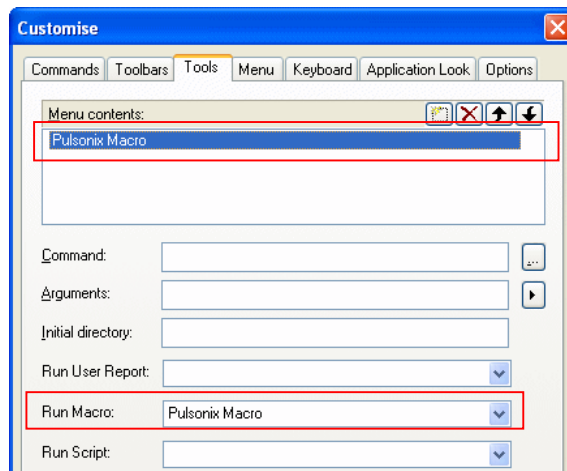 Customise
Commands Toolbars Tools Menu Keyboard Application Look Options
Menu contents:
Pulsonix Macro
Command:
...
Arguments:
Initial directory:
Run User Report:
Run Macro: Pulsonix Macro
Run Script: